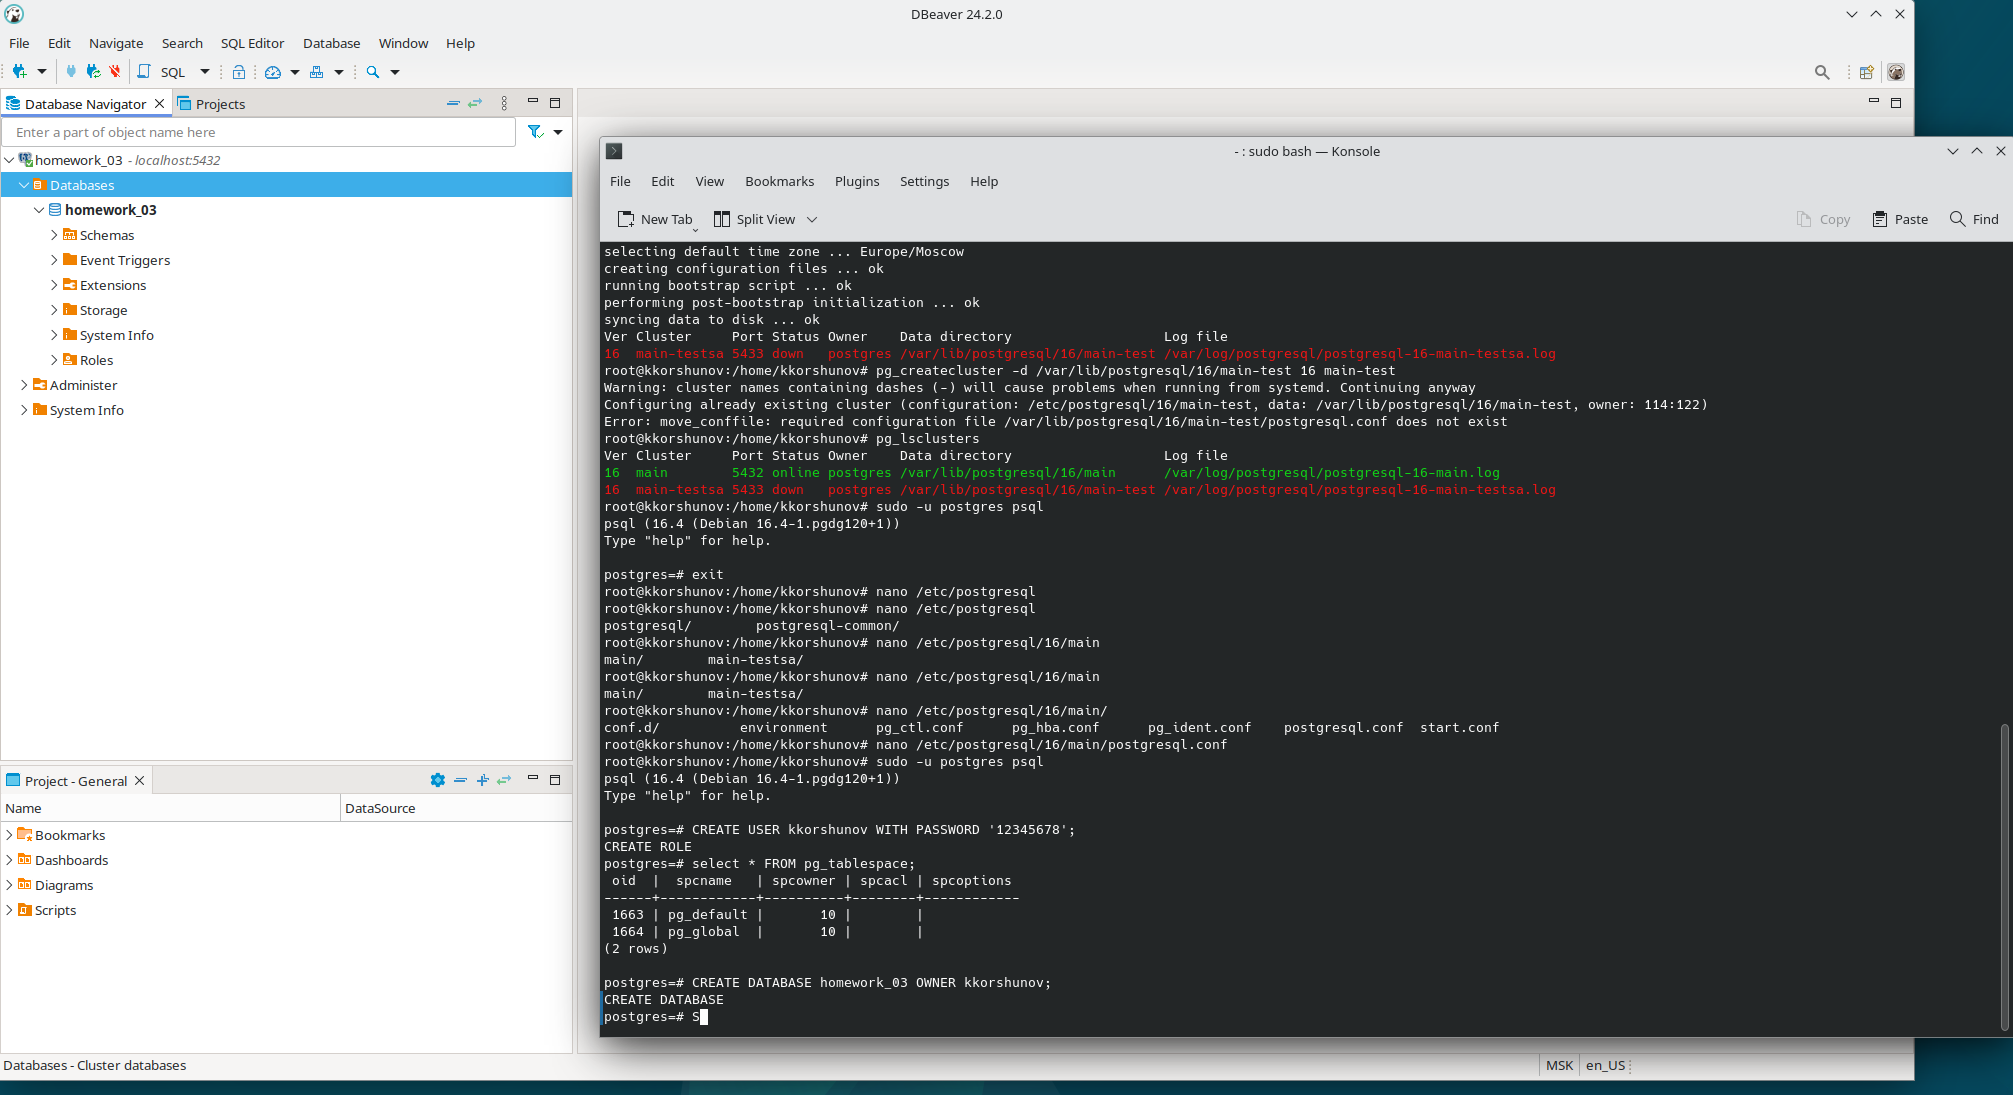 DBeaver 24.2.0
File Edit Navigate Search SQL Editor Database Window Help
SQL
Database Navigator Projects
Enter a part of object name here
homework_03 - localhost:5432
Databases
homework_03
Schemas
Event Triggers
Extensions
Storage
System Info
Roles
Administer
System Info
Project - General
Name DataSource
Bookmarks
Dashboards
Diagrams
Scripts
Databases - Cluster databases
MSK en_US
- : sudo bash — Konsole
File Edit View Bookmarks Plugins Settings Help
New Tab Split View Copy Paste Find
selecting default time zone ... Europe/Moscow
creating configuration files ... ok
running bootstrap script ... ok
performing post-bootstrap initialization ... ok
syncing data to disk ... ok
Ver Cluster     Port Status Owner    Data directory                   Log file
16  main-testsa 5433 down   postgres /var/lib/postgresql/16/main-test /var/log/postgresql/postgresql-16-main-testsa.log
root@kkorshunov:/home/kkorshunov# pg_createcluster -d /var/lib/postgresql/16/main-test 16 main-test
Warning: cluster names containing dashes (-) will cause problems when running from systemd. Continuing anyway
Configuring already existing cluster (configuration: /etc/postgresql/16/main-test, data: /var/lib/postgresql/16/main-test, owner: 114:122)
Error: move_conffile: required configuration file /var/lib/postgresql/16/main-test/postgresql.conf does not exist
root@kkorshunov:/home/kkorshunov# pg_lsclusters
Ver Cluster     Port Status Owner    Data directory                   Log file
16  main        5432 online postgres /var/lib/postgresql/16/main      /var/log/postgresql/postgresql-16-main.log
16  main-testsa 5433 down   postgres /var/lib/postgresql/16/main-test /var/log/postgresql/postgresql-16-main-testsa.log
root@kkorshunov:/home/kkorshunov# sudo -u postgres psql
psql (16.4 (Debian 16.4-1.pgdg120+1))
Type "help" for help.
postgres=# exit
root@kkorshunov:/home/kkorshunov# nano /etc/postgresql
root@kkorshunov:/home/kkorshunov# nano /etc/postgresql
postgresql/        postgresql-common/
root@kkorshunov:/home/kkorshunov# nano /etc/postgresql/16/main
main/        main-testsa/
root@kkorshunov:/home/kkorshunov# nano /etc/postgresql/16/main
main/        main-testsa/
root@kkorshunov:/home/kkorshunov# nano /etc/postgresql/16/main/
conf.d/          environment      pg_ctl.conf      pg_hba.conf      pg_ident.conf    postgresql.conf  start.conf
root@kkorshunov:/home/kkorshunov# nano /etc/postgresql/16/main/postgresql.conf
root@kkorshunov:/home/kkorshunov# sudo -u postgres psql
psql (16.4 (Debian 16.4-1.pgdg120+1))
Type "help" for help.
postgres=# CREATE USER kkorshunov WITH PASSWORD '12345678';
CREATE ROLE
postgres=# select * FROM pg_tablespace;
 oid  |  spcname   | spcowner | spcacl | spcoptions
------+------------+----------+--------+------------
 1663 | pg_default |       10 |        |
 1664 | pg_global  |       10 |        |
(2 rows)
postgres=# CREATE DATABASE homework_03 OWNER kkorshunov;
CREATE DATABASE
postgres=# S